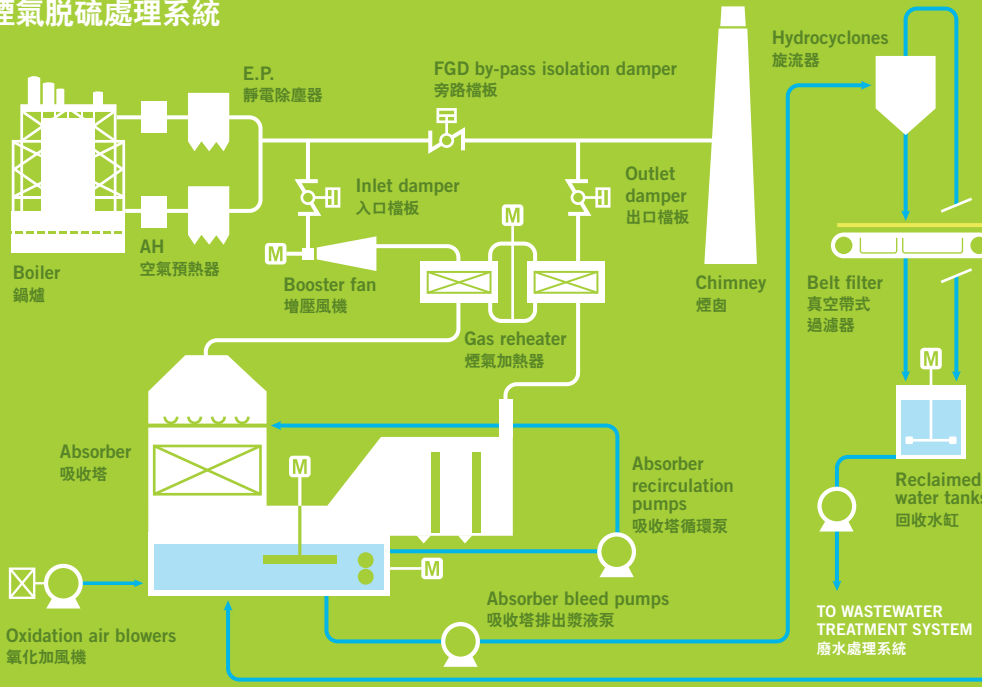 煙氣脱硫處理系統
Hydrocyclones
旋流器
E.P.
靜電除塵器
FGD by-pass isolation damper
旁路檔板
Inlet damper
入口檔板
Outlet
damper
出口檔板
M
M
AH
空氣預熱器
Boiler
鍋爐
Booster fan
增壓風機
Chimney
煙囱
Belt filter
真空帶式
過濾器
Gas reheater
煙氣加熱器
M
Absorber
吸收塔
M
Absorber
recirculation
pumps
吸收塔循環泵
Reclaimed
water tanks
回收水缸
M
Absorber bleed pumps
吸收塔排出漿液泵
TO WASTEWATER
TREATMENT SYSTEM
廢水處理系統
Oxidation air blowers
氧化加風機